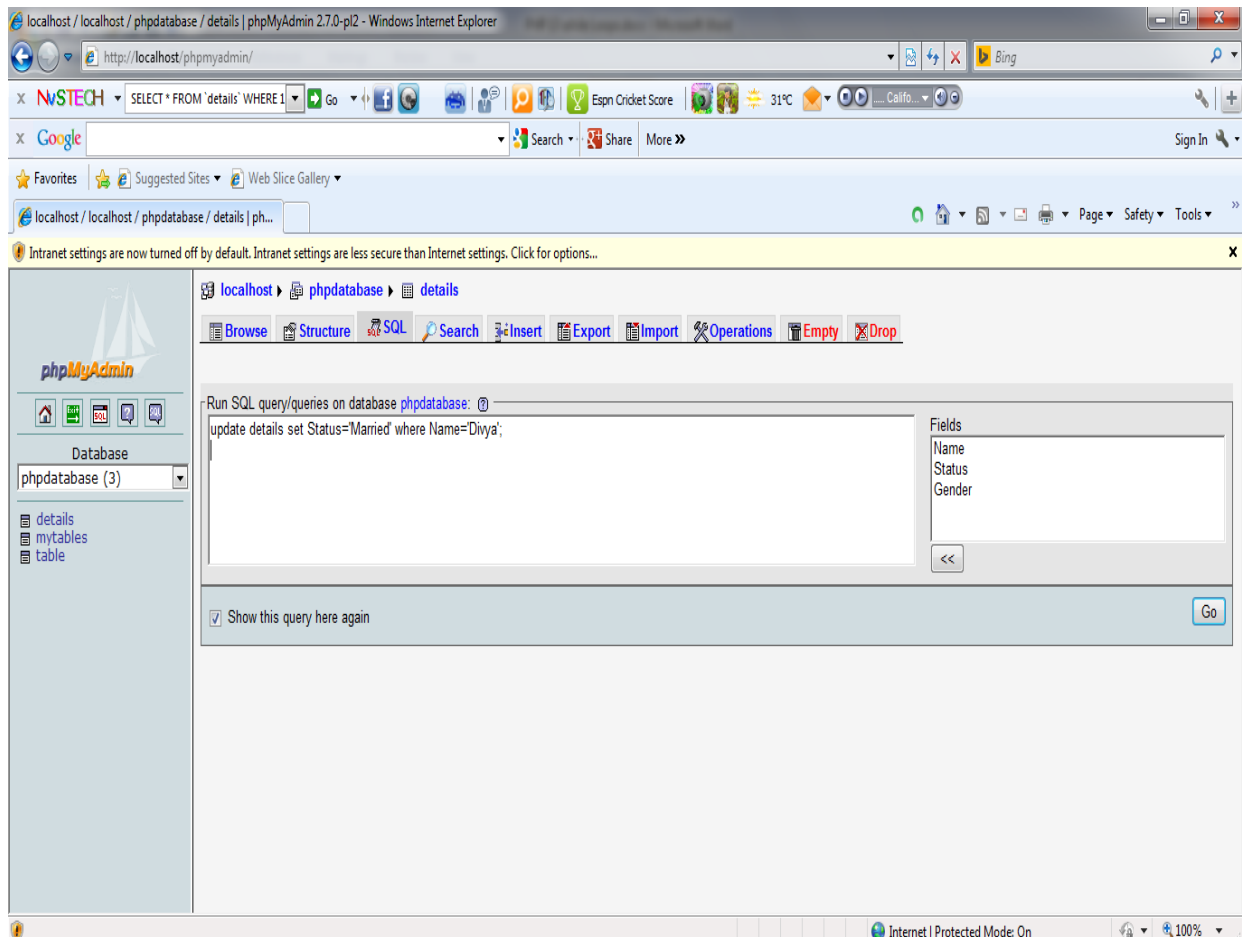 localhost / localhost / phpdatabase / details | phpMyAdmin 2.7.0-pl2 - Windows Internet Explorer
http://localhost/phpmyadmin/
Bing
x NVSTECH SELECT * FROM `details` WHERE 1 Go Espn Cricket Score 31°C .... Califo...
x Google Search Share More »
Sign In
Favorites Suggested Sites Web Slice Gallery
localhost / localhost / phpdatabase / details | ph...
Page Safety Tools »
Intranet settings are now turned off by default. Intranet settings are less secure than Internet settings. Click for options...
x
phpMyAdmin
SQL
Database
phpdatabase (3)
details
mytables
table
localhost phpdatabase details
Browse Structure SQL Search Insert Export Import Operations Empty Drop
Run SQL query/queries on database phpdatabase:
update details set Status='Married' where Name='Divya';
Fields
Name
Status
Gender
<<
Show this query here again
Go
Internet | Protected Mode: On
100%